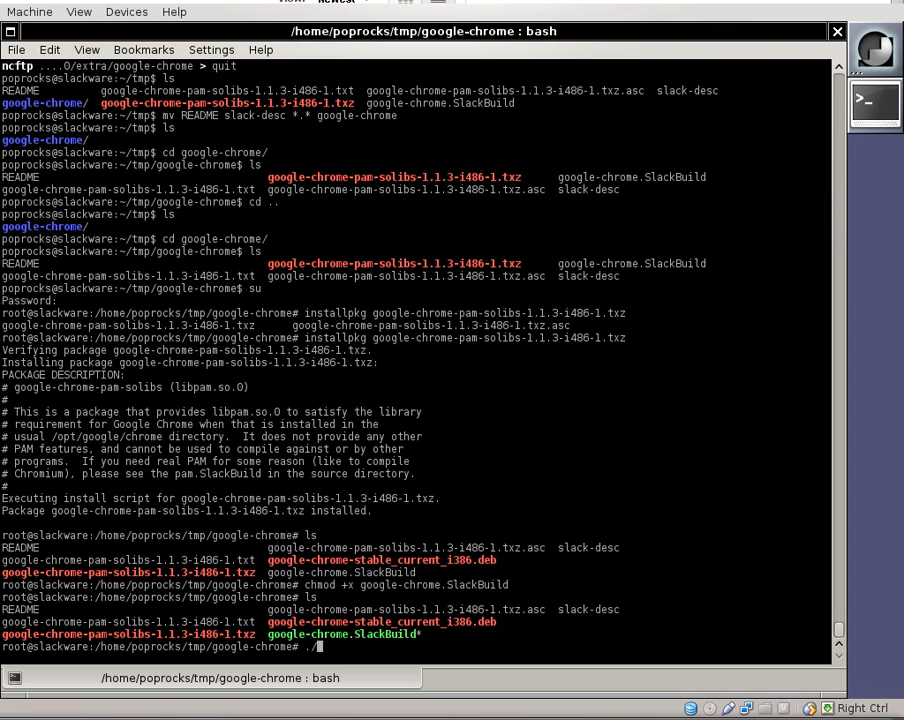 Machine View Devices Help
/home/poprocks/tmp/google-chrome : bash
File Edit View Bookmarks Settings Help
ncftp ....0/extra/google-chrome > quit
poprocks@slackware:~/tmp$ ls
README google-chrome-pam-solibs-1.1.3-i486-1.txt google-chrome-pam-solibs-1.1.3-i486-1.txz.asc slack-desc
google-chrome/ google-chrome-pam-solibs-1.1.3-i486-1.txz google-chrome.SlackBuild
poprocks@slackware:~/tmp$ mv README slack-desc *.* google-chrome
poprocks@slackware:~/tmp$ ls
google-chrome/
poprocks@slackware:~/tmp$ cd google-chrome/
poprocks@slackware:~/tmp/google-chrome$ ls
README google-chrome-pam-solibs-1.1.3-i486-1.txz google-chrome.SlackBuild
google-chrome-pam-solibs-1.1.3-i486-1.txt google-chrome-pam-solibs-1.1.3-i486-1.txz.asc slack-desc
poprocks@slackware:~/tmp/google-chrome$ cd ..
poprocks@slackware:~/tmp$ ls
google-chrome/
poprocks@slackware:~/tmp$ cd google-chrome/
poprocks@slackware:~/tmp/google-chrome$ ls
README google-chrome-pam-solibs-1.1.3-i486-1.txz google-chrome.SlackBuild
google-chrome-pam-solibs-1.1.3-i486-1.txt google-chrome-pam-solibs-1.1.3-i486-1.txz.asc slack-desc
poprocks@slackware:~/tmp/google-chrome$ su
Password:
root@slackware:/home/poprocks/tmp/google-chrome# installpkg google-chrome-pam-solibs-1.1.3-i486-1.txz
google-chrome-pam-solibs-1.1.3-i486-1.txz google-chrome-pam-solibs-1.1.3-i486-1.txz.asc
root@slackware:/home/poprocks/tmp/google-chrome# installpkg google-chrome-pam-solibs-1.1.3-i486-1.txz
Verifying package google-chrome-pam-solibs-1.1.3-i486-1.txz.
Installing package google-chrome-pam-solibs-1.1.3-i486-1.txz:
PACKAGE DESCRIPTION:
# google-chrome-pam-solibs (libpam.so.0)
#
# This is a package that provides libpam.so.0 to satisfy the library
# requirement for Google Chrome when that is installed in the
# usual /opt/google/chrome directory. It does not provide any other
# PAM features, and cannot be used to compile against or by other
# programs. If you need real PAM for some reason (like to compile
# Chromium), please see the pam.SlackBuild in the source directory.
#
Executing install script for google-chrome-pam-solibs-1.1.3-i486-1.txz.
Package google-chrome-pam-solibs-1.1.3-i486-1.txz installed.
root@slackware:/home/poprocks/tmp/google-chrome# ls
README google-chrome-pam-solibs-1.1.3-i486-1.txz.asc slack-desc
google-chrome-pam-solibs-1.1.3-i486-1.txt google-chrome-stable_current_i386.deb
google-chrome-pam-solibs-1.1.3-i486-1.txz google-chrome.SlackBuild
root@slackware:/home/poprocks/tmp/google-chrome# chmod +x google-chrome.SlackBuild
root@slackware:/home/poprocks/tmp/google-chrome# ls
README google-chrome-pam-solibs-1.1.3-i486-1.txz.asc slack-desc
google-chrome-pam-solibs-1.1.3-i486-1.txt google-chrome-stable_current_i386.deb
google-chrome-pam-solibs-1.1.3-i486-1.txz google-chrome.SlackBuild*
root@slackware:/home/poprocks/tmp/google-chrome# ./
/home/poprocks/tmp/google-chrome : bash
Right Ctrl